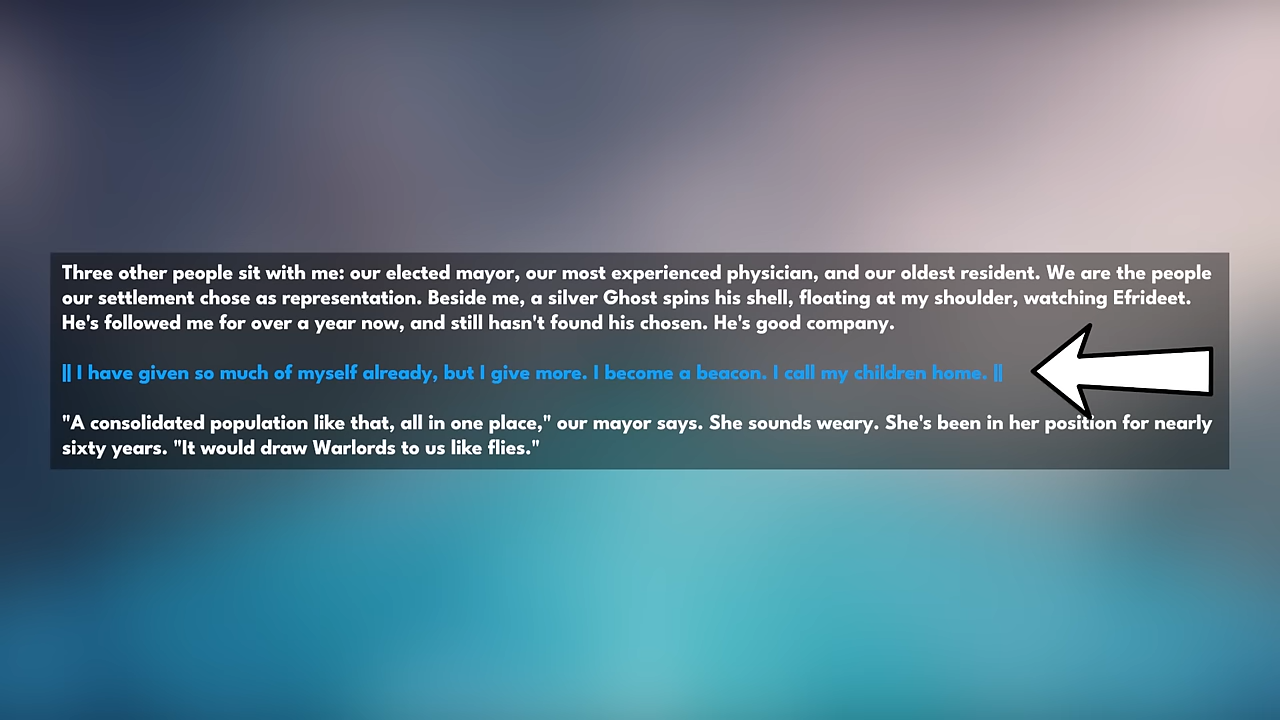 Three other people sit with me: our elected mayor, our most experienced physician, and our oldest resident. We are the people
our settlement chose as representation. Beside me, a silver Ghost spins his shell, floating at my shoulder, watching Efrideet.
He's followed me for over a year now, and still hasn't found his chosen. He's good company.
|| I have given so much of myself already, but I give more. I become a beacon. I call my children home. ||
"A consolidated population like that, all in one place," our mayor says. She sounds weary. She's been in her position for nearly
sixty years. "It would draw Warlords to us like flies."